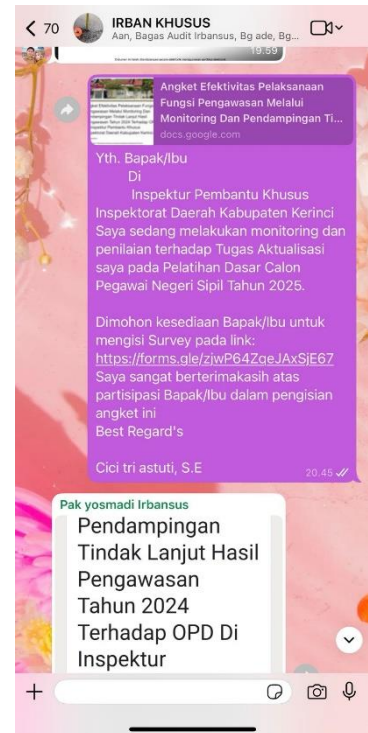 70
IRBAN KHUSUS
Aan, Bagas Audit Irbansus, Bg ade, Bg...
19.59
Angket Efektivitas Pelaksanaan
Fungsi Pengawasan Melalui
Monitoring Dan Pendampingan Ti...
docs.google.com
Yth. Bapak/Ibu
Di
Inspektur Pembantu Khusus
Inspektorat Daerah Kabupaten Kerinci
Saya sedang melakukan monitoring dan
penilaian terhadap Tugas Aktualisasi
saya pada Pelatihan Dasar Calon
Pegawai Negeri Sipil Tahun 2025.
Dimohon kesediaan Bapak/Ibu untuk
mengisi Survey pada link:
https://forms.gle/zjwP64ZqeJAxSjE67
Saya sangat berterimakasih atas
partisipasi Bapak/Ibu dalam pengisian
angket ini
Best Regard's
Cici tri astuti, S.E
20.45
Pak yosmadi Irbansus
Pendampingan
Tindak Lanjut Hasil
Pengawasan
Tahun 2024
Terhadap OPD Di
Inspektur